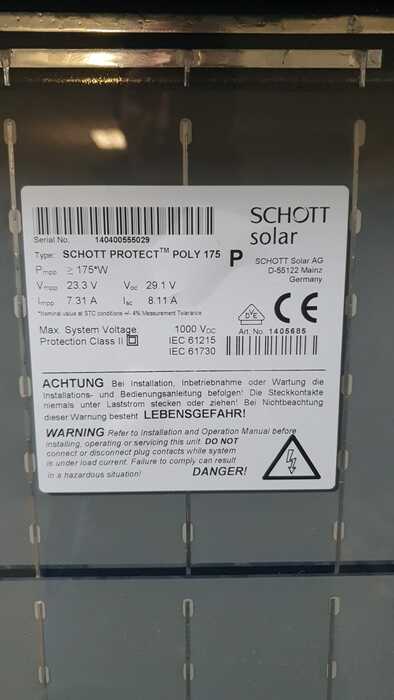 SCHOTT
solar
Serial No. 140400555029
Type: SCHOTT PROTECT™ POLY 175 P
SCHOTT Solar AG
D-55122 Mainz
Germany
Pmpp ≥ 175*W
Vmpp 23.3 V Voc 29.1 V
Impp 7.31 A Isc 8.11 A
*Nominal value at STC conditions +/- 4% Measurement Tolerance
DVE
CE
Max. System Voltage 1000 VDC
Art. No. 1405685
Protection Class II IEC 61215
IEC 61730
ACHTUNG Bei Installation, Inbetriebnahme oder Wartung die
Installations- und Bedienungsanleitung befolgen! Die Steckkontakte
niemals unter Laststrom stecken oder ziehen! Bei Nichtbeachtung
dieser Warnung besteht LEBENSGEFAHR!
WARNING Refer to Installation and Operation Manual before
installing, operating or servicing this unit. DO NOT
connect or disconnect plug contacts while system
is under load current. Failure to comply can result
in a hazardous situation! DANGER!